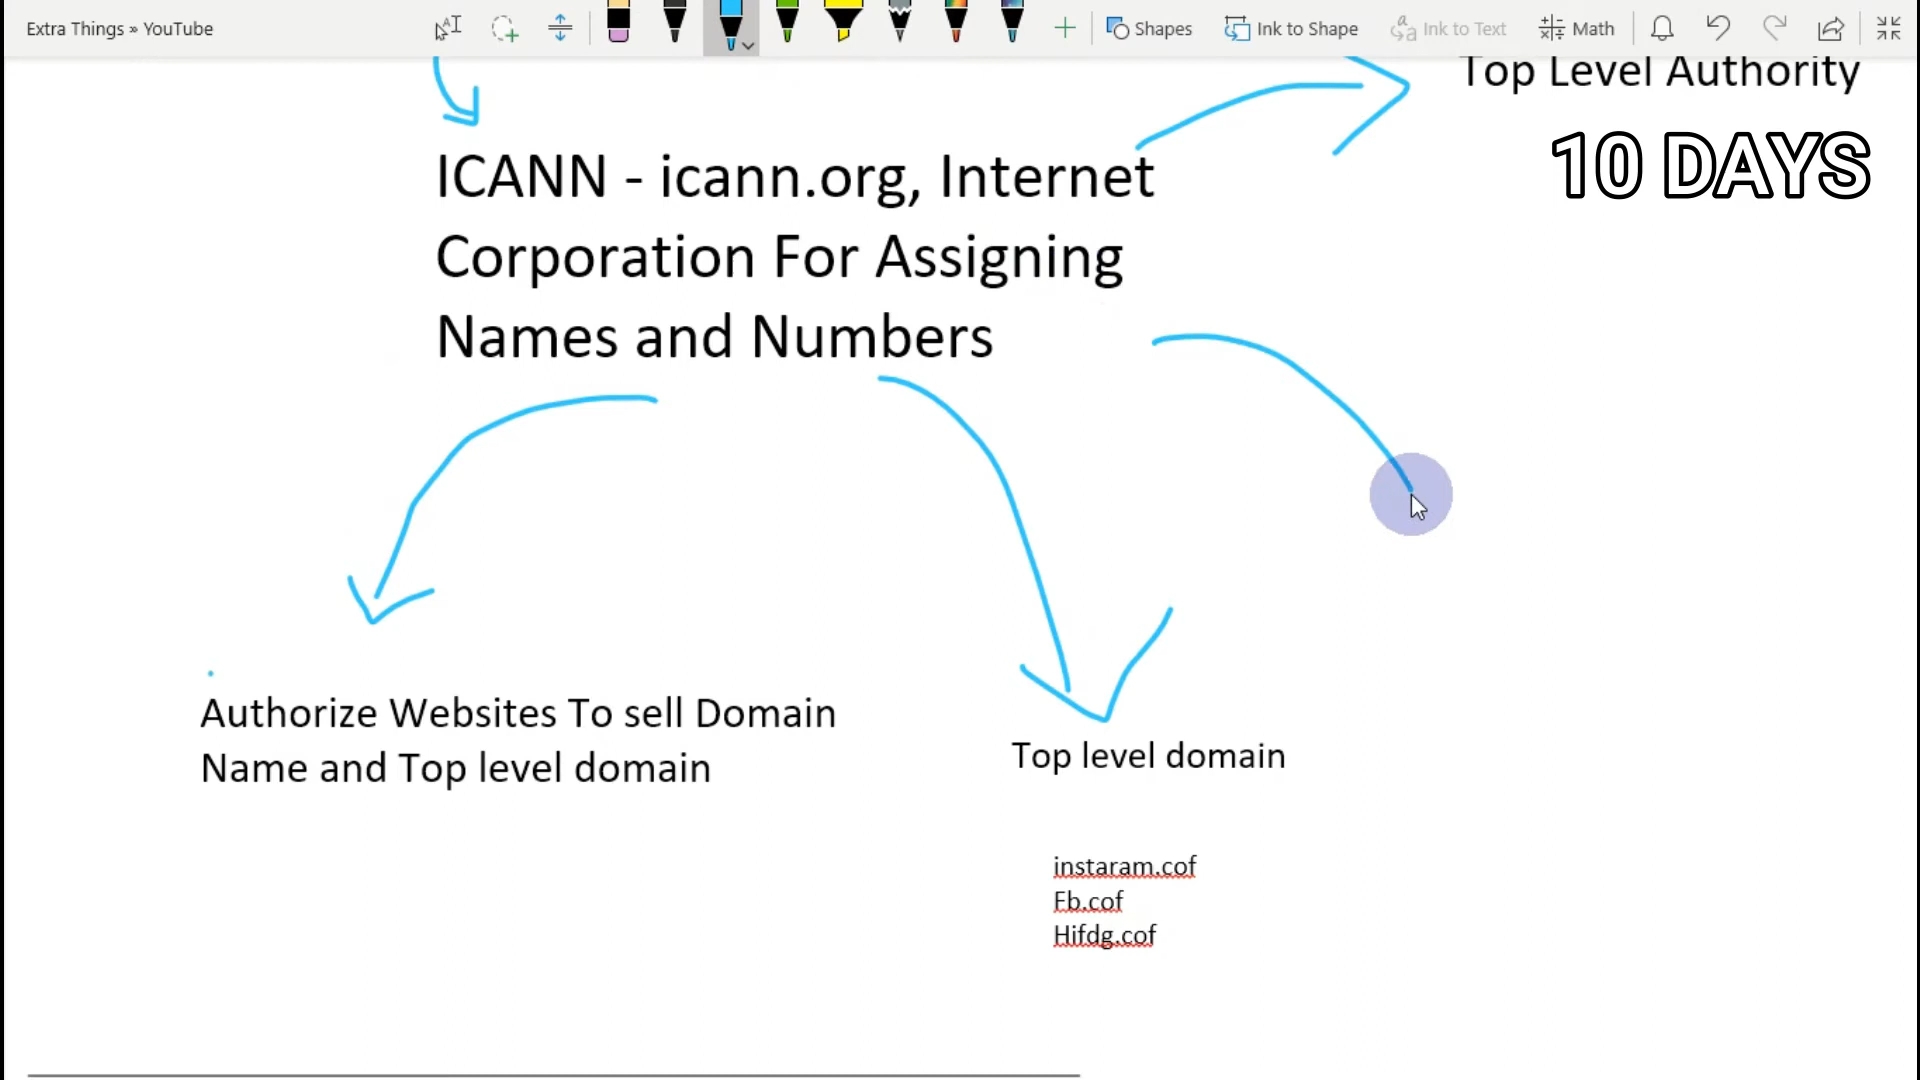 Extra Things » YouTube
Shapes
Ink to Shape
Ink to Text
Math
Top Level Authority
10 DAYS
ICANN - icann.org, Internet
Corporation For Assigning
Names and Numbers
Authorize Websites To sell Domain
Name and Top level domain
Top level domain
instaram.cof
Fb.cof
Hifdg.cof